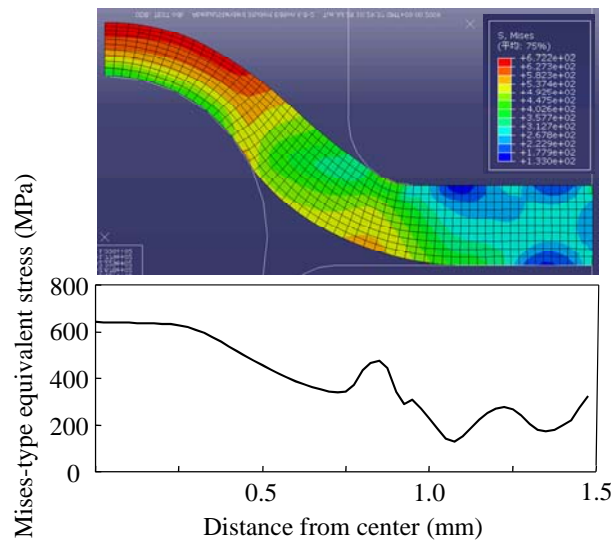 S, Mises
(平均: 75%)
+6.722e+02
+6.273e+02
+5.823e+02
+5.374e+02
+4.925e+02
+4.475e+02
+4.026e+02
+3.577e+02
+3.127e+02
+2.678e+02
+2.229e+02
+1.779e+02
+1.330e+02
Mises-type equivalent stress (MPa)
800
600
400
200
0
0.5
1.0
1.5
Distance from center (mm)